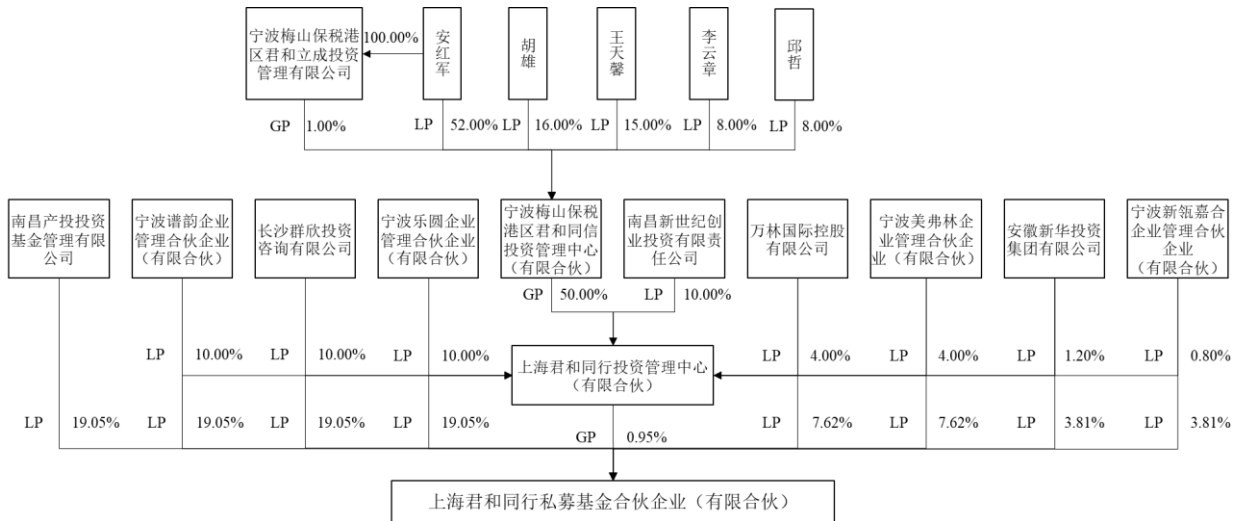 宁波梅山保税港
区君和立成投资
管理有限公司
100.00%
安红军
胡雄
王天馨
李云章
邱哲
GP 1.00%
LP 52.00%
LP 16.00%
LP 15.00%
LP 8.00%
LP 8.00%
南昌产投投资
基金管理有限
公司
宁波谱韵企业
管理合伙企业
（有限合伙）
长沙群欣投资
咨询有限公司
宁波乐圆企业
管理合伙企业
（有限合伙）
宁波梅山保税
港区君和同信
投资管理中心
（有限合伙）
南昌新世纪创
业投资有限责
任公司
万林国际控股
有限公司
宁波美弗林企
业管理合伙企
业（有限合伙）
安徽新华投资
集团有限公司
宁波新瓴嘉合
企业管理合伙
企业
（有限合伙）
GP 50.00%
LP 10.00%
LP 10.00%
LP 10.00%
LP 10.00%
上海君和同行投资管理中心
（有限合伙）
LP 4.00%
LP 4.00%
LP 1.20%
LP 0.80%
LP 19.05%
LP 19.05%
LP 19.05%
LP 19.05%
GP 0.95%
LP 7.62%
LP 7.62%
LP 3.81%
LP 3.81%
上海君和同行私募基金合伙企业（有限合伙）